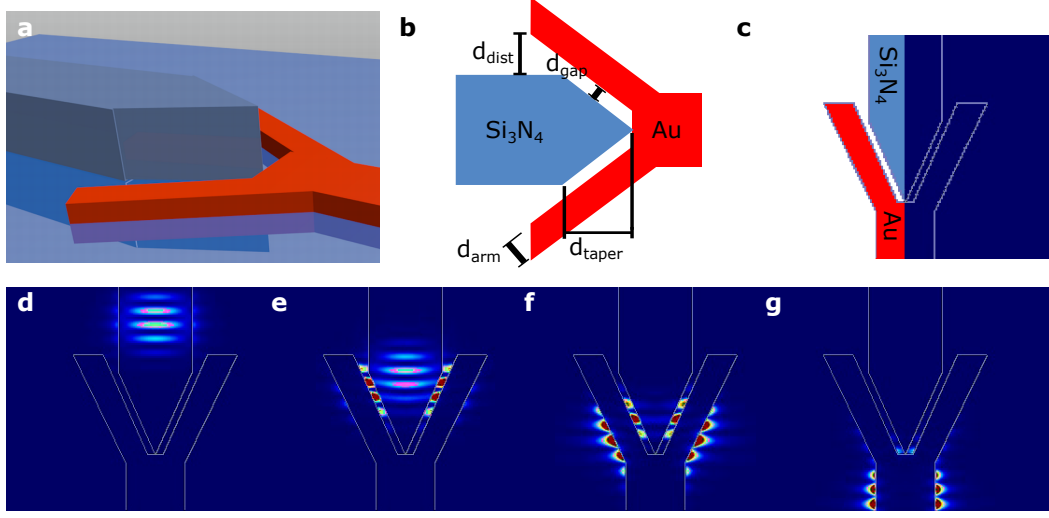 a
b
c
d_dist
d_gap
Si₃N₄
Au
d_arm
d_taper
Si₃N₄
Au
d
e
f
g